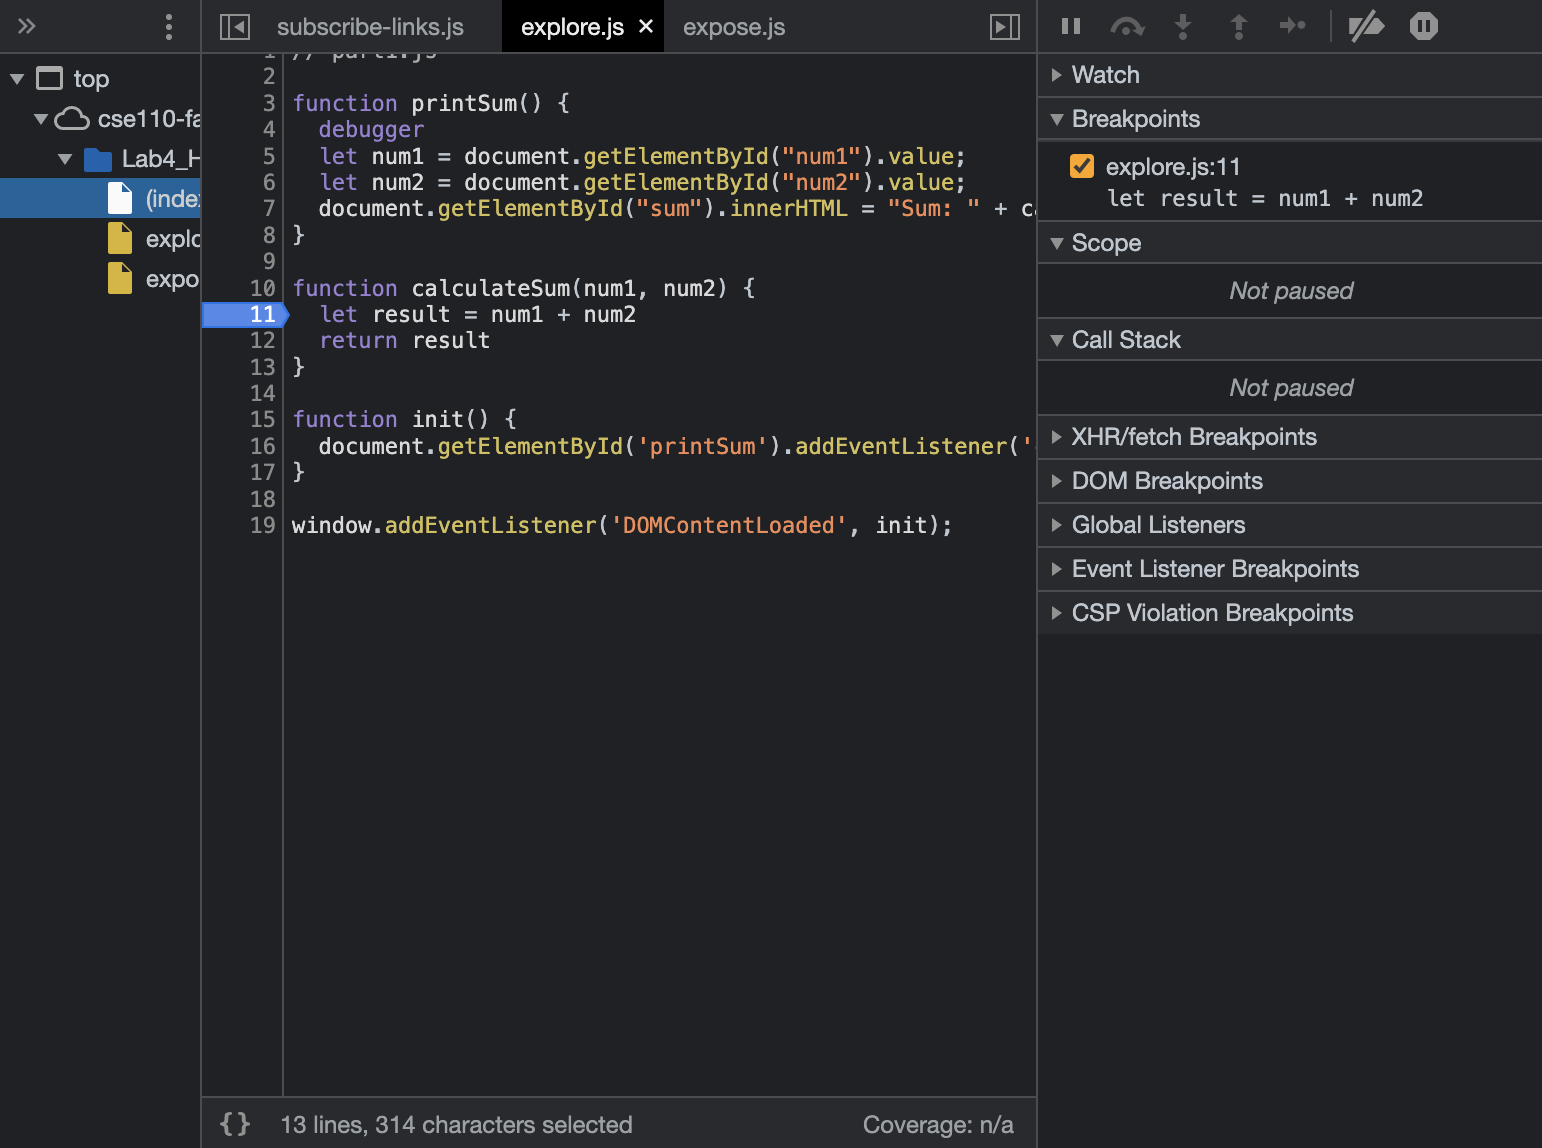 subscribe-links.js
explore.js
expose.js
top
cse110-fa
Lab4_H
(inde
explo
expo
1 // part1.js
2
3 function printSum() {
4 debugger
5 let num1 = document.getElementById("num1").value;
6 let num2 = document.getElementById("num2").value;
7 document.getElementById("sum").innerHTML = "Sum: " + c
8 }
9
10 function calculateSum(num1, num2) {
11 let result = num1 + num2
12 return result
13 }
14
15 function init() {
16 document.getElementById('printSum').addEventListener('
17 }
18
19 window.addEventListener('DOMContentLoaded', init);
{} 13 lines, 314 characters selected
Coverage: n/a
Watch
Breakpoints
explore.js:11
let result = num1 + num2
Scope
Not paused
Call Stack
Not paused
XHR/fetch Breakpoints
DOM Breakpoints
Global Listeners
Event Listener Breakpoints
CSP Violation Breakpoints